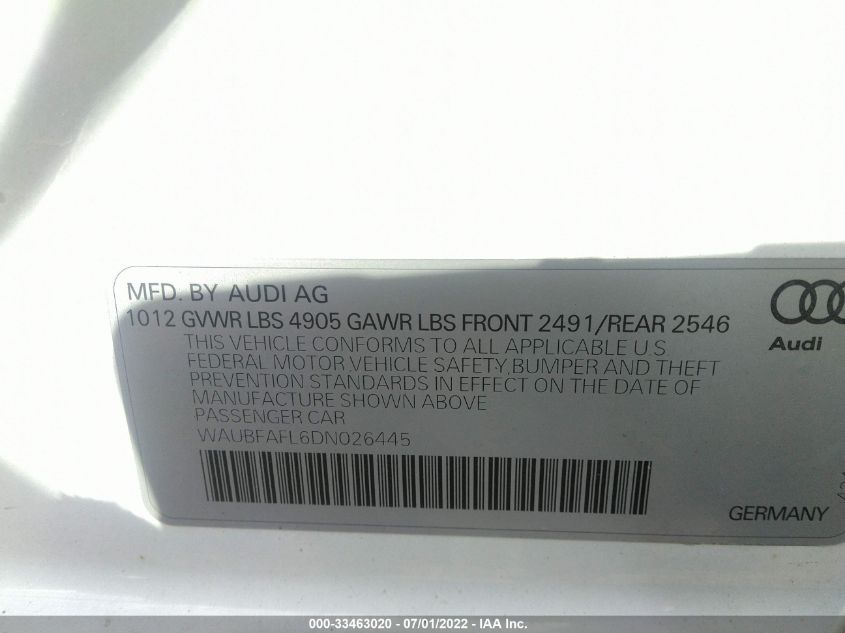 MFD. BY AUDI AG
1012 GVWR LBS 4905 GAWR LBS FRONT 2491/REAR 2546
THIS VEHICLE CONFORMS TO ALL APPLICABLE U.S
FEDERAL MOTOR VEHICLE SAFETY,BUMPER AND THEFT
PREVENTION STANDARDS IN EFFECT ON THE DATE OF
MANUFACTURE SHOWN ABOVE
PASSENGER CAR
WAUBFAFL6DN026445
Audi
GERMANY
000-33463020 / 07/01/2022 - IAA Inc.